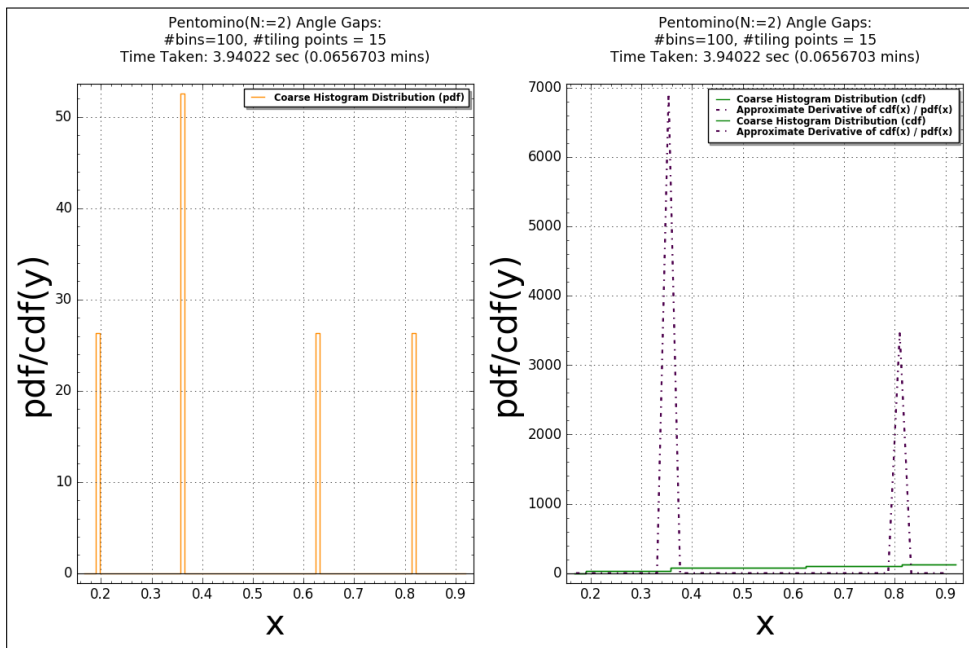 Pentomino(N:=2) Angle Gaps:
#bins=100, #tiling points = 15
Time Taken: 3.94022 sec (0.0656703 mins)
Coarse Histogram Distribution (pdf)
pdf/cdf(y)
50
40
30
20
10
0
0.2 0.3 0.4 0.5 0.6 0.7 0.8 0.9
x
Pentomino(N:=2) Angle Gaps:
#bins=100, #tiling points = 15
Time Taken: 3.94022 sec (0.0656703 mins)
Coarse Histogram Distribution (cdf)
Approximate Derivative of cdf(x) / pdf(x)
Coarse Histogram Distribution (cdf)
Approximate Derivative of cdf(x) / pdf(x)
pdf/cdf(y)
7000
6000
5000
4000
3000
2000
1000
0
0.2 0.3 0.4 0.5 0.6 0.7 0.8 0.9
x